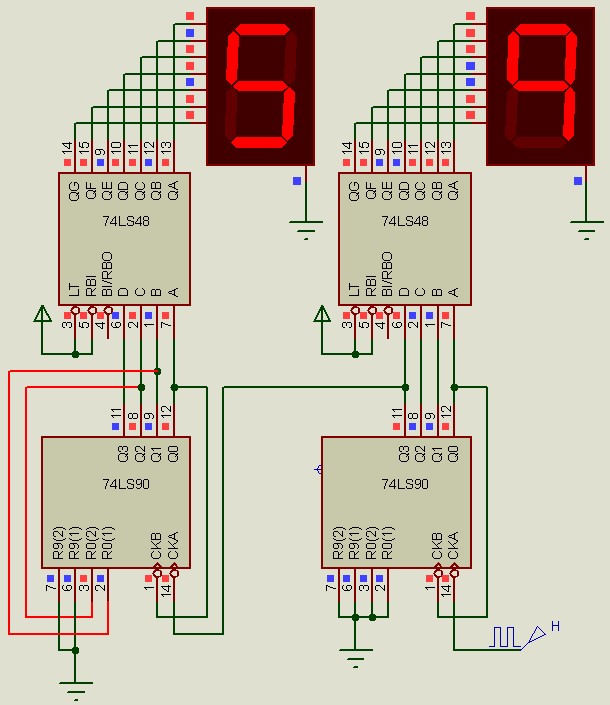 5 9
14 15 9 10 11 12 13
QG QF QE QD QC QB QA
74LS48
LT RBI BI/RBO D C B A
3 5 4 6 2 1 7
14 15 9 10 11 12 13
QG QF QE QD QC QB QA
74LS48
LT RBI BI/RBO D C B A
3 5 4 6 2 1 7
11 8 9 12
Q3 Q2 Q1 Q0
74LS90
R9(2) R9(1) R0(2) R0(1) CKB CKA
7 6 3 2 1 14
11 8 9 12
Q3 Q2 Q1 Q0
74LS90
R9(2) R9(1) R0(2) R0(1) CKB CKA
7 6 3 2 1 14
H